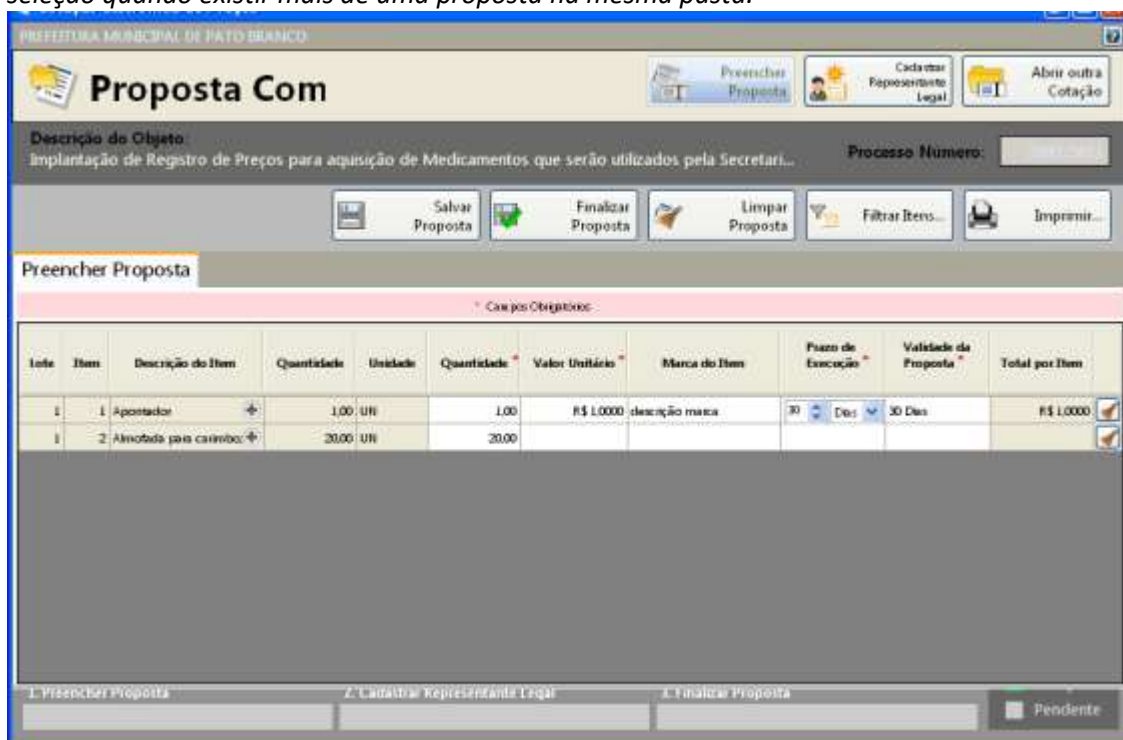 seleção quando existir mais de uma proposta na mesma pasta.
PREFEITURA MUNICIPAL DE PATO BRANCO
Proposta Com
Preencher
Proposta
Cadastrar
Representante
Legal
Abrir outra
Cotação
Descrição do Objeto:
Implantação de Registro de Preços para aquisição de Medicamentos que serão utilizados pela Secretari...
Processo Número:
Salvar
Proposta
Finalizar
Proposta
Limpar
Proposta
Filtrar Itens...
Imprimir...
Preencher Proposta
* Campos Obrigatórios
Lote Item Descrição do Item Quantidade Unidade Quantidade * Valor Unitário * Marca do Item Prazo de Execução * Validade da Proposta * Total por Item
1 1 Apontador + 1,00 UN 1,00 R$ 1,0000 descrição marca 30 Dias 30 Dias R$ 1,0000
1 2 Almofada para carimbo: + 20,00 UN 20,00
1. Preencher Proposta 2. Cadastrar Representante Legal 3. Finalizar Proposta
Pendente